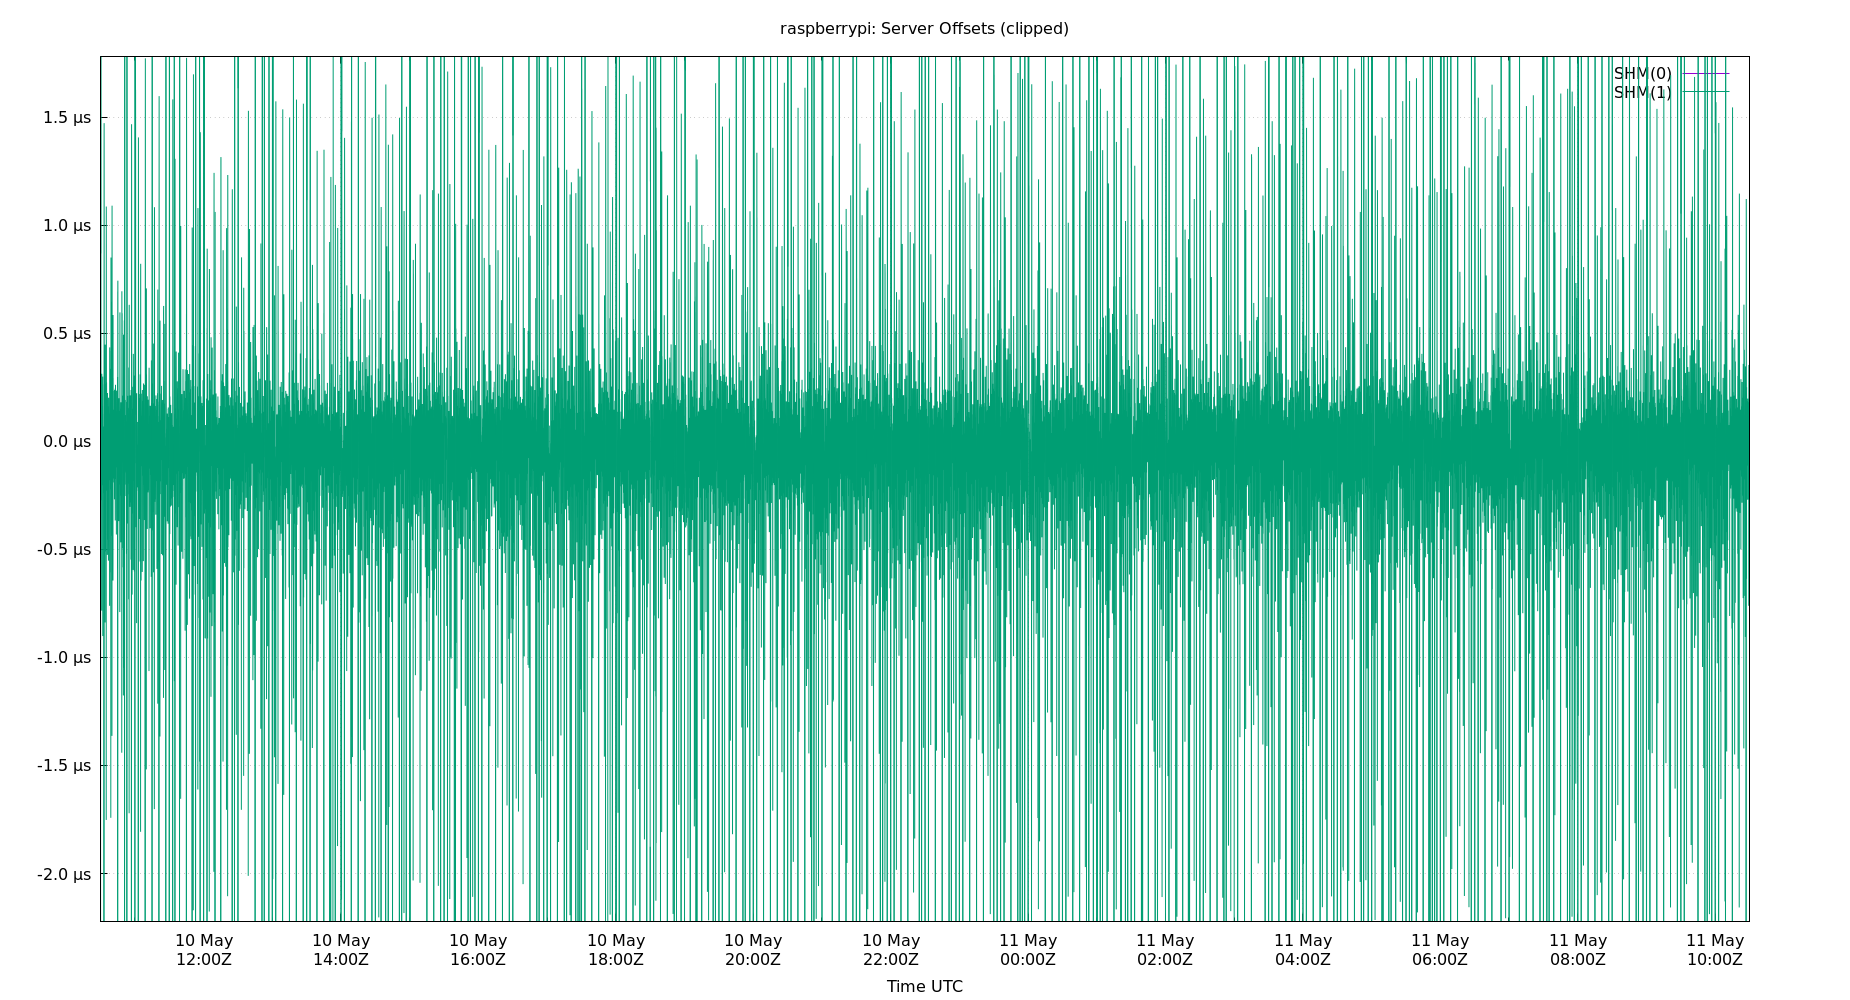 raspberrypi: Server Offsets (clipped)
SHM(0)
SHM(1)
1.5 µs
1.0 µs
0.5 µs
0.0 µs
-0.5 µs
-1.0 µs
-1.5 µs
-2.0 µs
10 May 10 May 10 May 10 May 10 May 10 May 11 May 11 May 11 May 11 May 11 May 11 May
12:00Z 14:00Z 16:00Z 18:00Z 20:00Z 22:00Z 00:00Z 02:00Z 04:00Z 06:00Z 08:00Z 10:00Z
Time UTC